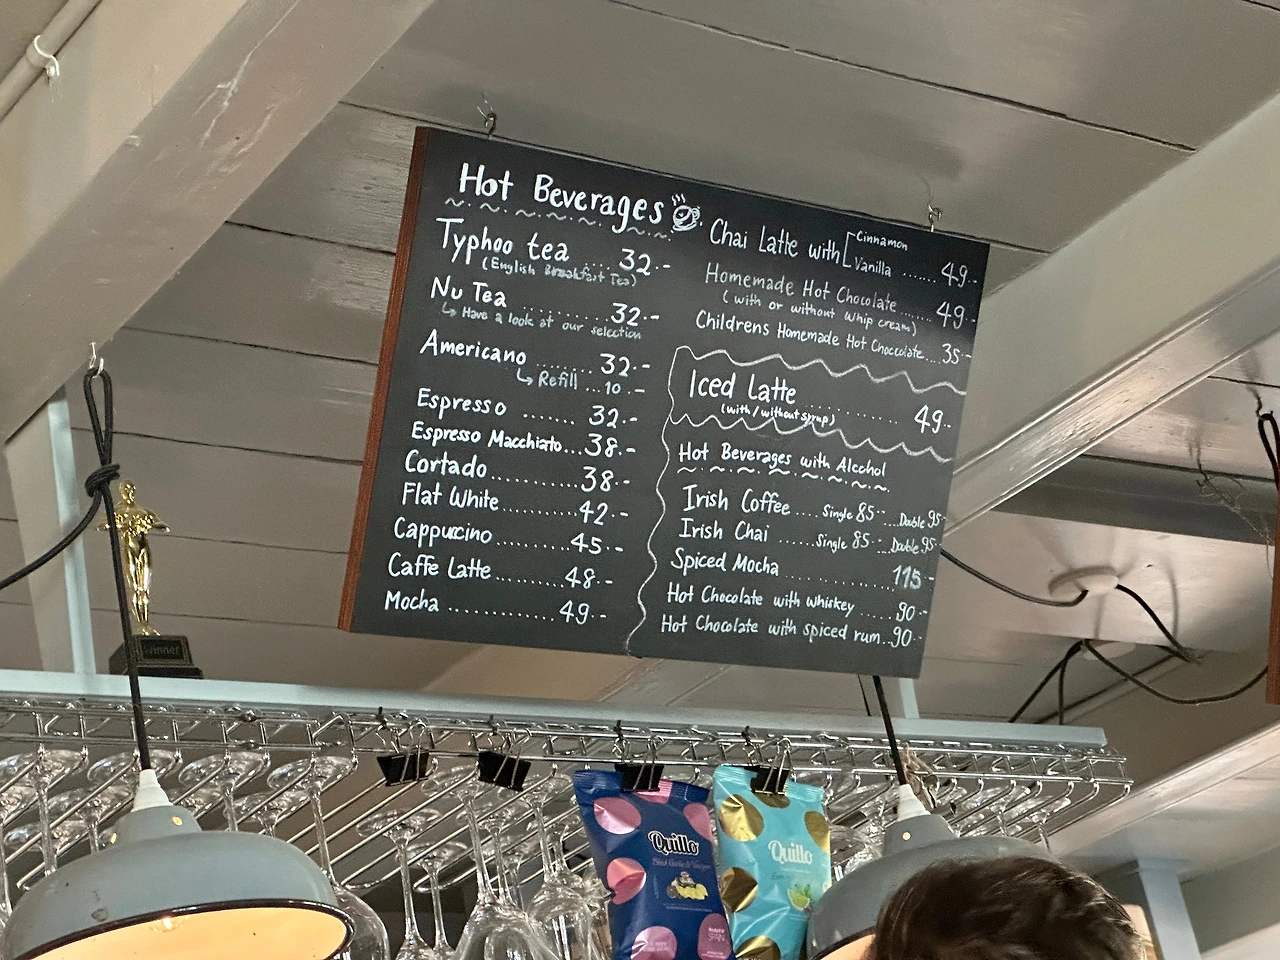 Hot Beverages
Typhoo tea .... 32.-
(English Breakfast Tea)
Nu Tea ............ 32.-
Have a look at our selection
Americano ....... 32.-
Refill ... 10.-
Espresso ...... 32.-
Espresso Macchiato... 38.-
Cortado ............ 38.-
Flat White .......... 42.-
Cappuccino .......... 45.-
Caffe Latte .......... 48.-
Mocha ............ 49.-
Chai Latte with
Cinnamon
Vanilla ....... 49.-
Homemade Hot Chocolate ....... 49.-
(with or without whip cream)
Childrens Homemade Hot Choccolate .... 35.-
Iced Latte ............ 49.-
(with/without syrup)
Hot Beverages with Alcohol
Irish Coffee .... Single 85.- .... Double 95.-
Irish Chai ...... Single 85.- .. Double 95.-
Spiced Mocha ............ 115.-
Hot Chocolate with whiskey ..... 90.-
Hot Chocolate with spiced rum.. 90.-
Winner
Quillo
Quillo
SPAIN